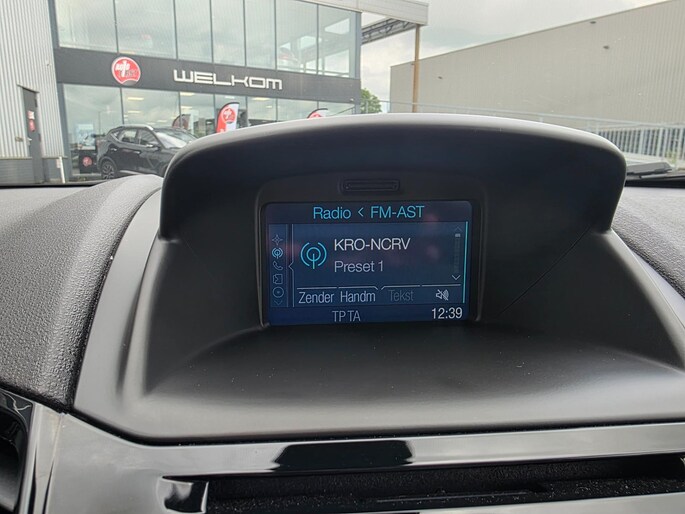 WELKOM
Radio < FM-AST
KRO-NCRV
Preset 1
Zender Handm Tekst
TP TA 12:39